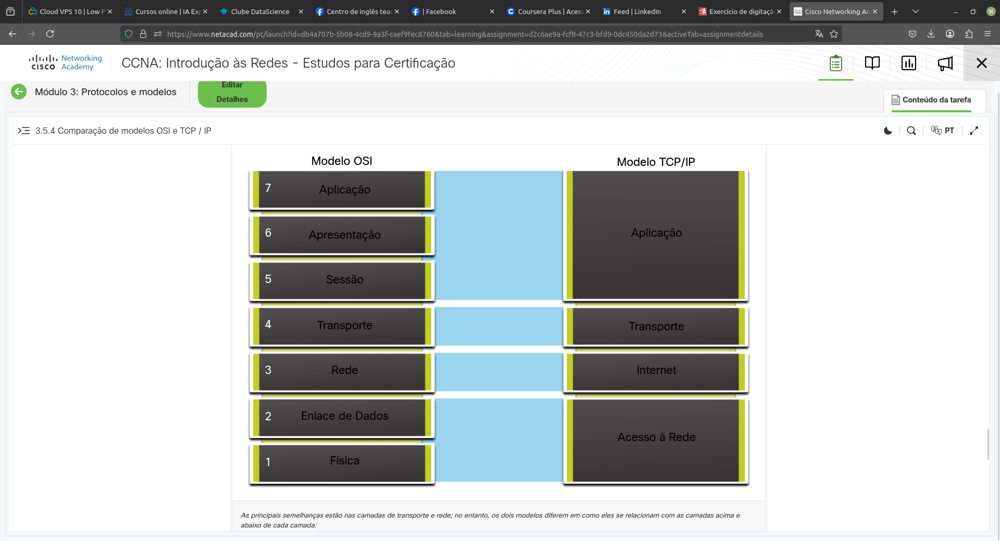 Cloud VPS 10 | Low P
Cursos online | IA Exp
Clube DataScience
Centro de inglês teac
| Facebook
Coursera Plus | Acess
Feed | LinkedIn
Exercício de digitação
Cisco Networking Aca
https://www.netacad.com/pt/launch?id=db4a707b-5b08-4cd9-9a3f-caef9fec8760&tab=learning&assignment=d2c6ae9a-fcf8-47c3-bfd9-0dc450da2d73&activeTab=assignmentdetails
cisco Networking Academy
CCNA: Introdução às Redes - Estudos para Certificação
Módulo 3: Protocolos e modelos
Editar
Detalhes
Conteúdo da tarefa
3.5.4 Comparação de modelos OSI e TCP / IP
PT
Modelo OSI
Modelo TCP/IP
7 Aplicação
6 Apresentação
5 Sessão
Aplicação
4 Transporte
Transporte
3 Rede
Internet
2 Enlace de Dados
1 Física
Acesso à Rede
As principais semelhanças estão nas camadas de transporte e rede; no entanto, os dois modelos diferem em como eles se relacionam com as camadas acima e
abaixo de cada camada: